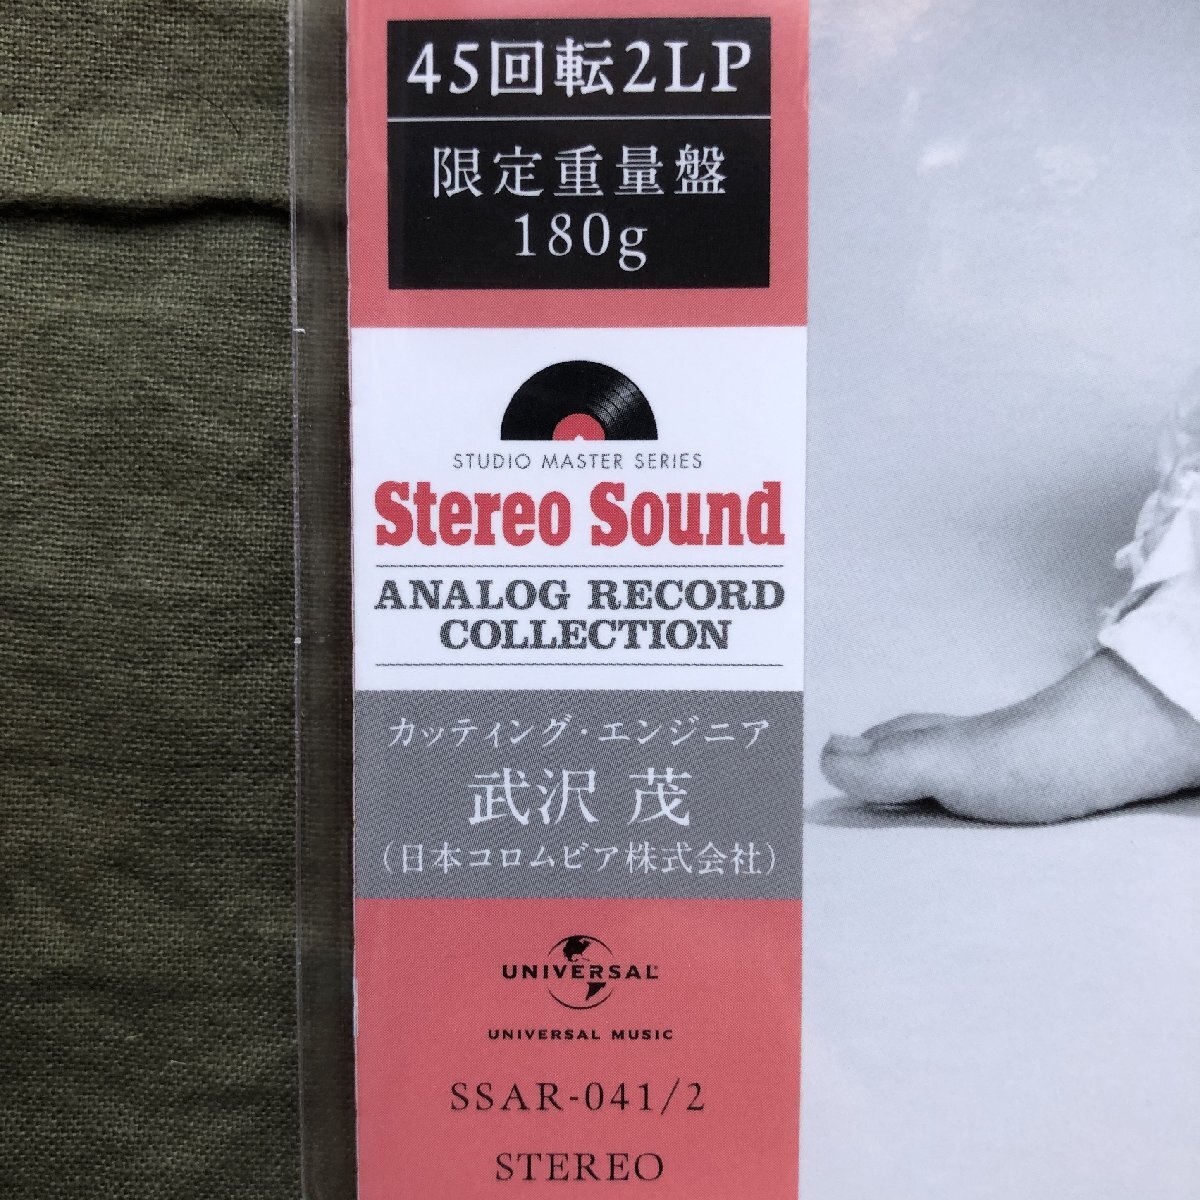 45回転2LP
限定重量盤
180g
STUDIO MASTER SERIES
Stereo Sound
ANALOG RECORD
COLLECTION
カッティング・エンジニア
武沢 茂
（日本コロムビア株式会社）
UNIVERSAL
UNIVERSAL MUSIC
SSAR-041/2
STEREO